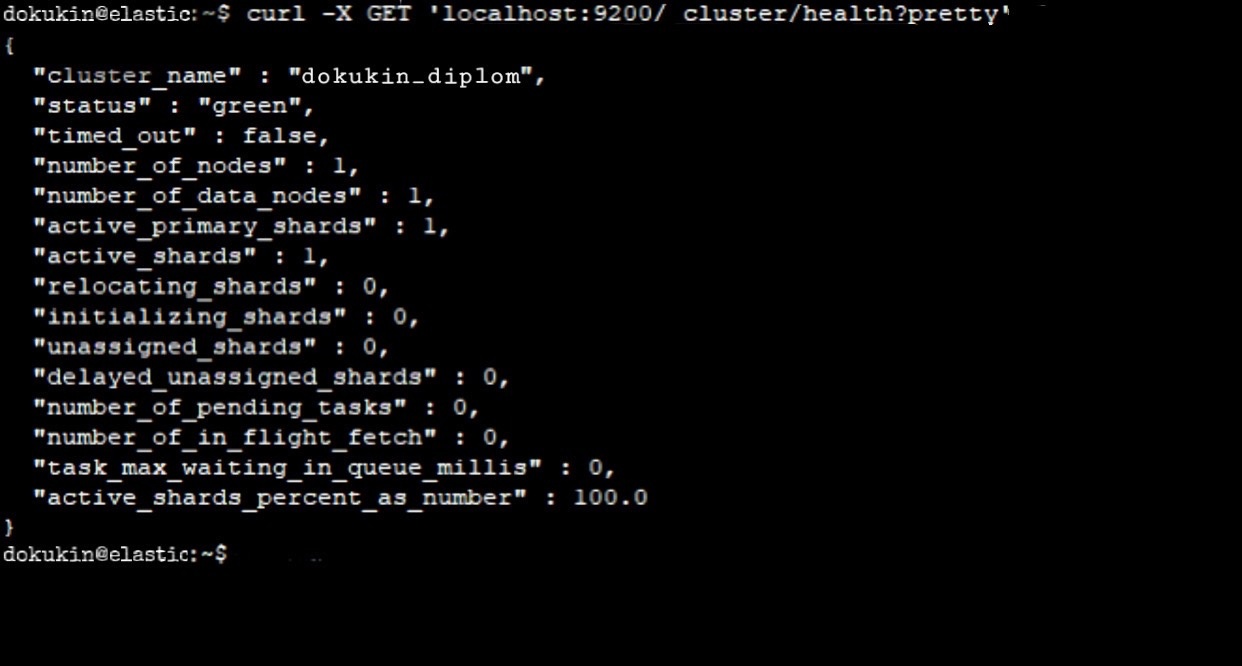 dokukin@elastic:~$ curl -X GET 'localhost:9200/ cluster/health?pretty'
{
  "cluster_name" : "dokukin_diplom",
  "status" : "green",
  "timed_out" : false,
  "number_of_nodes" : 1,
  "number_of_data_nodes" : 1,
  "active_primary_shards" : 1,
  "active_shards" : 1,
  "relocating_shards" : 0,
  "initializing_shards" : 0,
  "unassigned_shards" : 0,
  "delayed_unassigned_shards" : 0,
  "number_of_pending_tasks" : 0,
  "number_of_in_flight_fetch" : 0,
  "task_max_waiting_in_queue_millis" : 0,
  "active_shards_percent_as_number" : 100.0
}
dokukin@elastic:~$